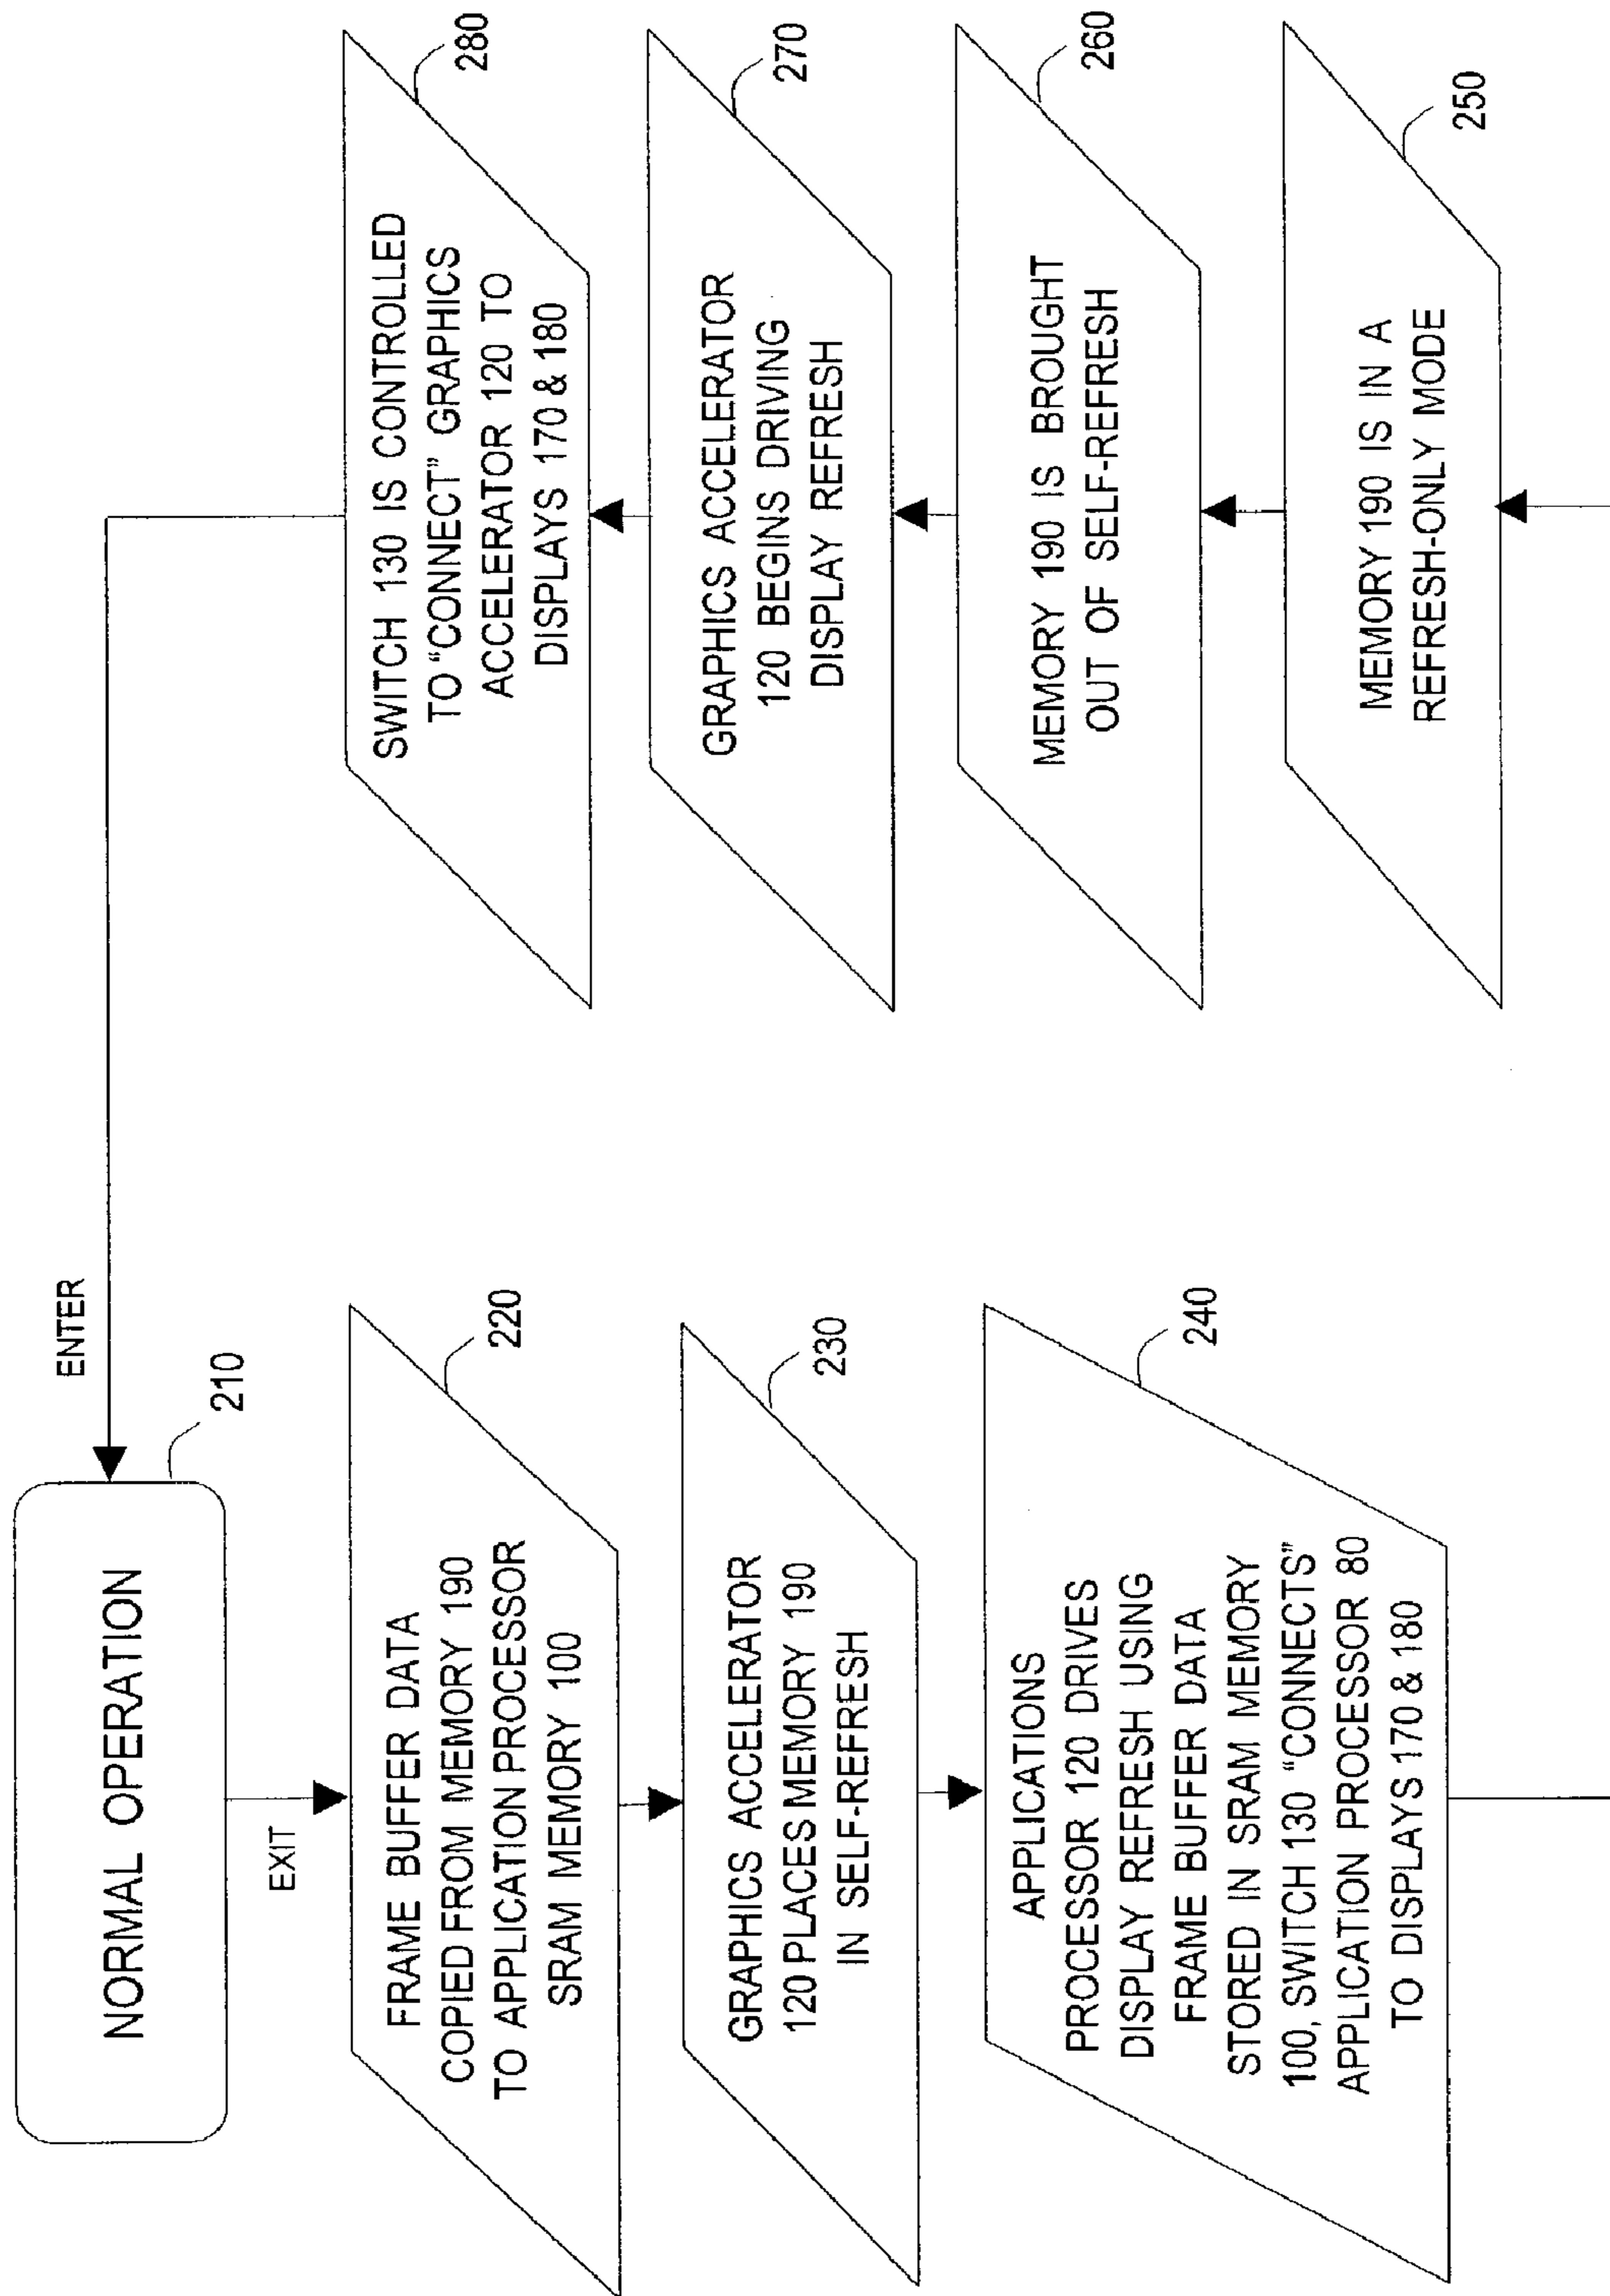 NORMAL OPERATION
210
ENTER
EXIT
FRAME BUFFER DATA
COPIED FROM MEMORY 190
TO APPLICATION PROCESSOR
SRAM MEMORY 100
220
GRAPHICS ACCELERATOR
120 PLACES MEMORY 190
IN SELF-REFRESH
230
APPLICATIONS
PROCESSOR 120 DRIVES
DISPLAY REFRESH USING
FRAME BUFFER DATA
STORED IN SRAM MEMORY
100, SWITCH 130 “CONNECTS”
APPLICATION PROCESSOR 80
TO DISPLAYS 170 & 180
240
MEMORY 190 IS IN A
REFRESH-ONLY MODE
250
MEMORY 190 IS BROUGHT
OUT OF SELF-REFRESH
260
GRAPHICS ACCELERATOR
120 BEGINS DRIVING
DISPLAY REFRESH
270
SWITCH 130 IS CONTROLLED
TO “CONNECT” GRAPHICS
ACCELERATOR 120 TO
DISPLAYS 170 & 180
280